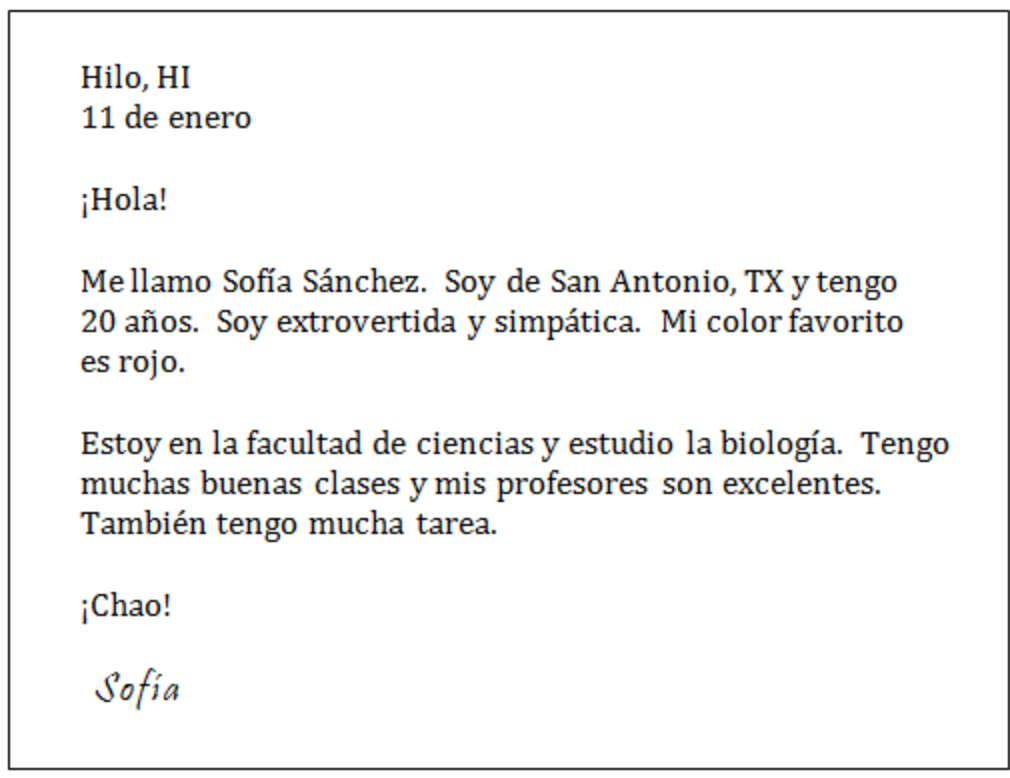 Hilo, HI
11 de enero
¡Hola!
Me llamo Sofía Sánchez. Soy de San Antonio, TX y tengo
20 años. Soy extrovertida y simpática. Mi color favorito
es rojo.
Estoy en la facultad de ciencias y estudio la biología. Tengo
muchas buenas clases y mis profesores son excelentes.
También tengo mucha tarea.
¡Chao!
Sofía